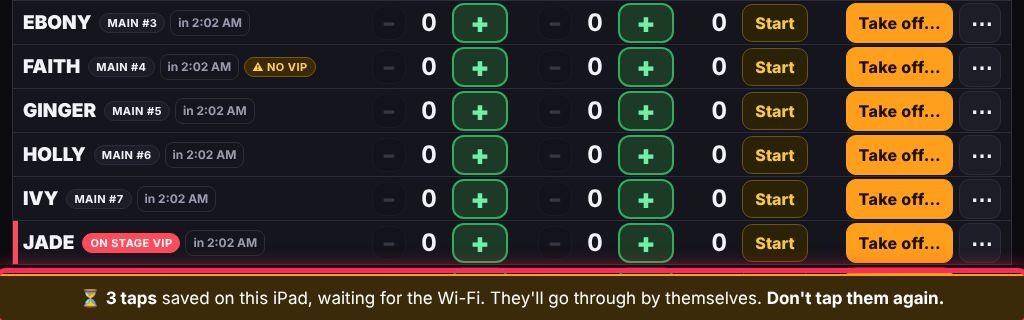 EBONY MAIN #3 in 2:02 AM − 0 + − 0 + 0 Start Take off... ...
FAITH MAIN #4 in 2:02 AM ⚠ NO VIP − 0 + − 0 + 0 Start Take off... ...
GINGER MAIN #5 in 2:02 AM − 0 + − 0 + 0 Start Take off... ...
HOLLY MAIN #6 in 2:02 AM − 0 + − 0 + 0 Start Take off... ...
IVY MAIN #7 in 2:02 AM − 0 + − 0 + 0 Start Take off... ...
JADE ON STAGE VIP in 2:02 AM − 0 + − 0 + 0 Start Take off... ...
⏳ 3 taps saved on this iPad, waiting for the Wi-Fi. They'll go through by themselves. Don't tap them again.